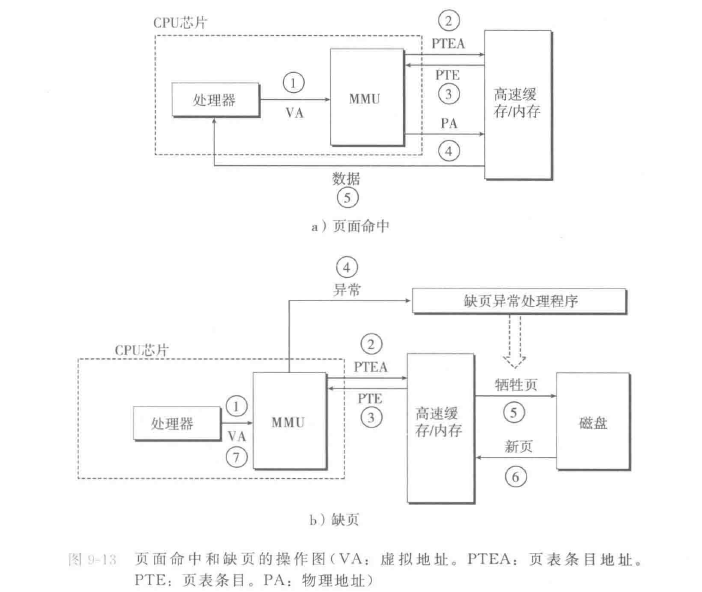 CPU芯片
②
PTEA
处理器
①
VA
MMU
PTE
③
高速缓
存/内存
PA
④
数据
⑤
a）页面命中
④
异常
缺页异常处理程序
CPU芯片
②
PTEA
处理器
①
VA
⑦
MMU
PTE
③
高速缓
存/内存
牺牲页
⑤
磁盘
新页
⑥
b）缺页
图 9-13 页面命中和缺页的操作图（VA：虚拟地址。PTEA：页表条目地址。
PTE：页表条目。PA：物理地址）